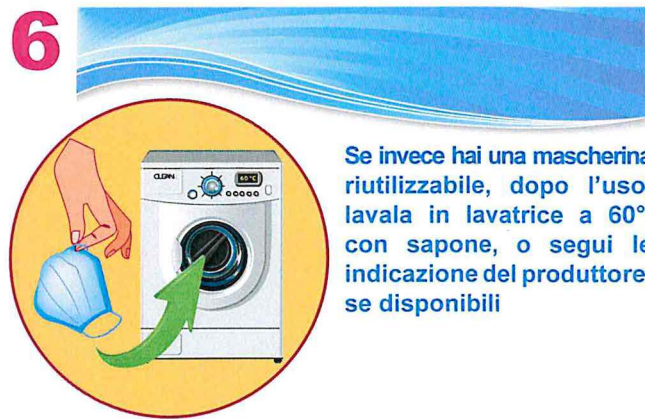 6
CLEAN
60°C
Se invece hai una mascherina
riutilizzabile, dopo l'uso
lavala in lavatrice a 60°
con sapone, o segui le
indicazione del produttore
se disponibili